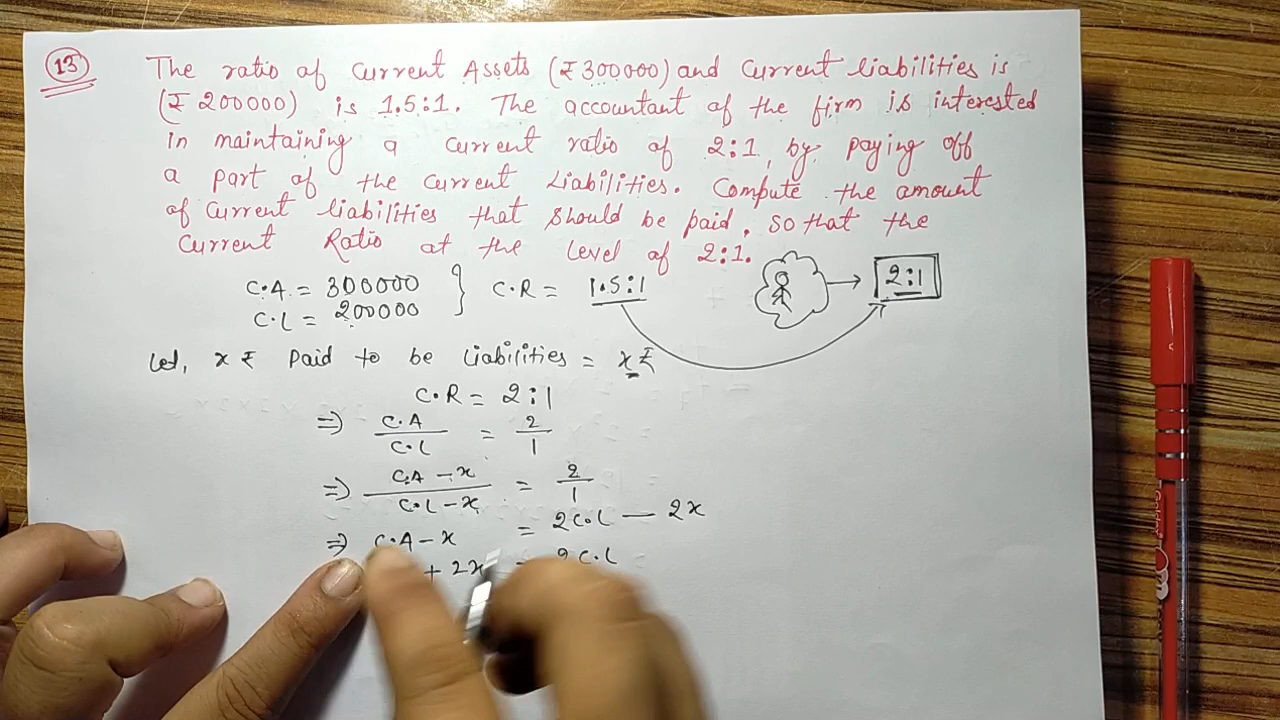 13
The ratio of Current Assets (₹ 300000) and Current liabilities is
(₹ 200000) is 1.5:1. The accountant of the firm is interested
in maintaining a current ratio of 2:1, by paying off
a part of the current Liabilities. Compute the amount
of Current liabilities that should be paid, so that the
Current Ratio at the level of 2:1.
C.A = 300000 } C.R = 1.5:1 → 2:1
C.L = 200000
Let, x ₹ paid to be Liabilities = x ₹
C.R = 2:1
⇒ C.A / C.L = 2/1
⇒ C.A - x / C.L - x = 2/1
⇒ C.A - x = 2C.L - 2x
+ 2x = 2C.L